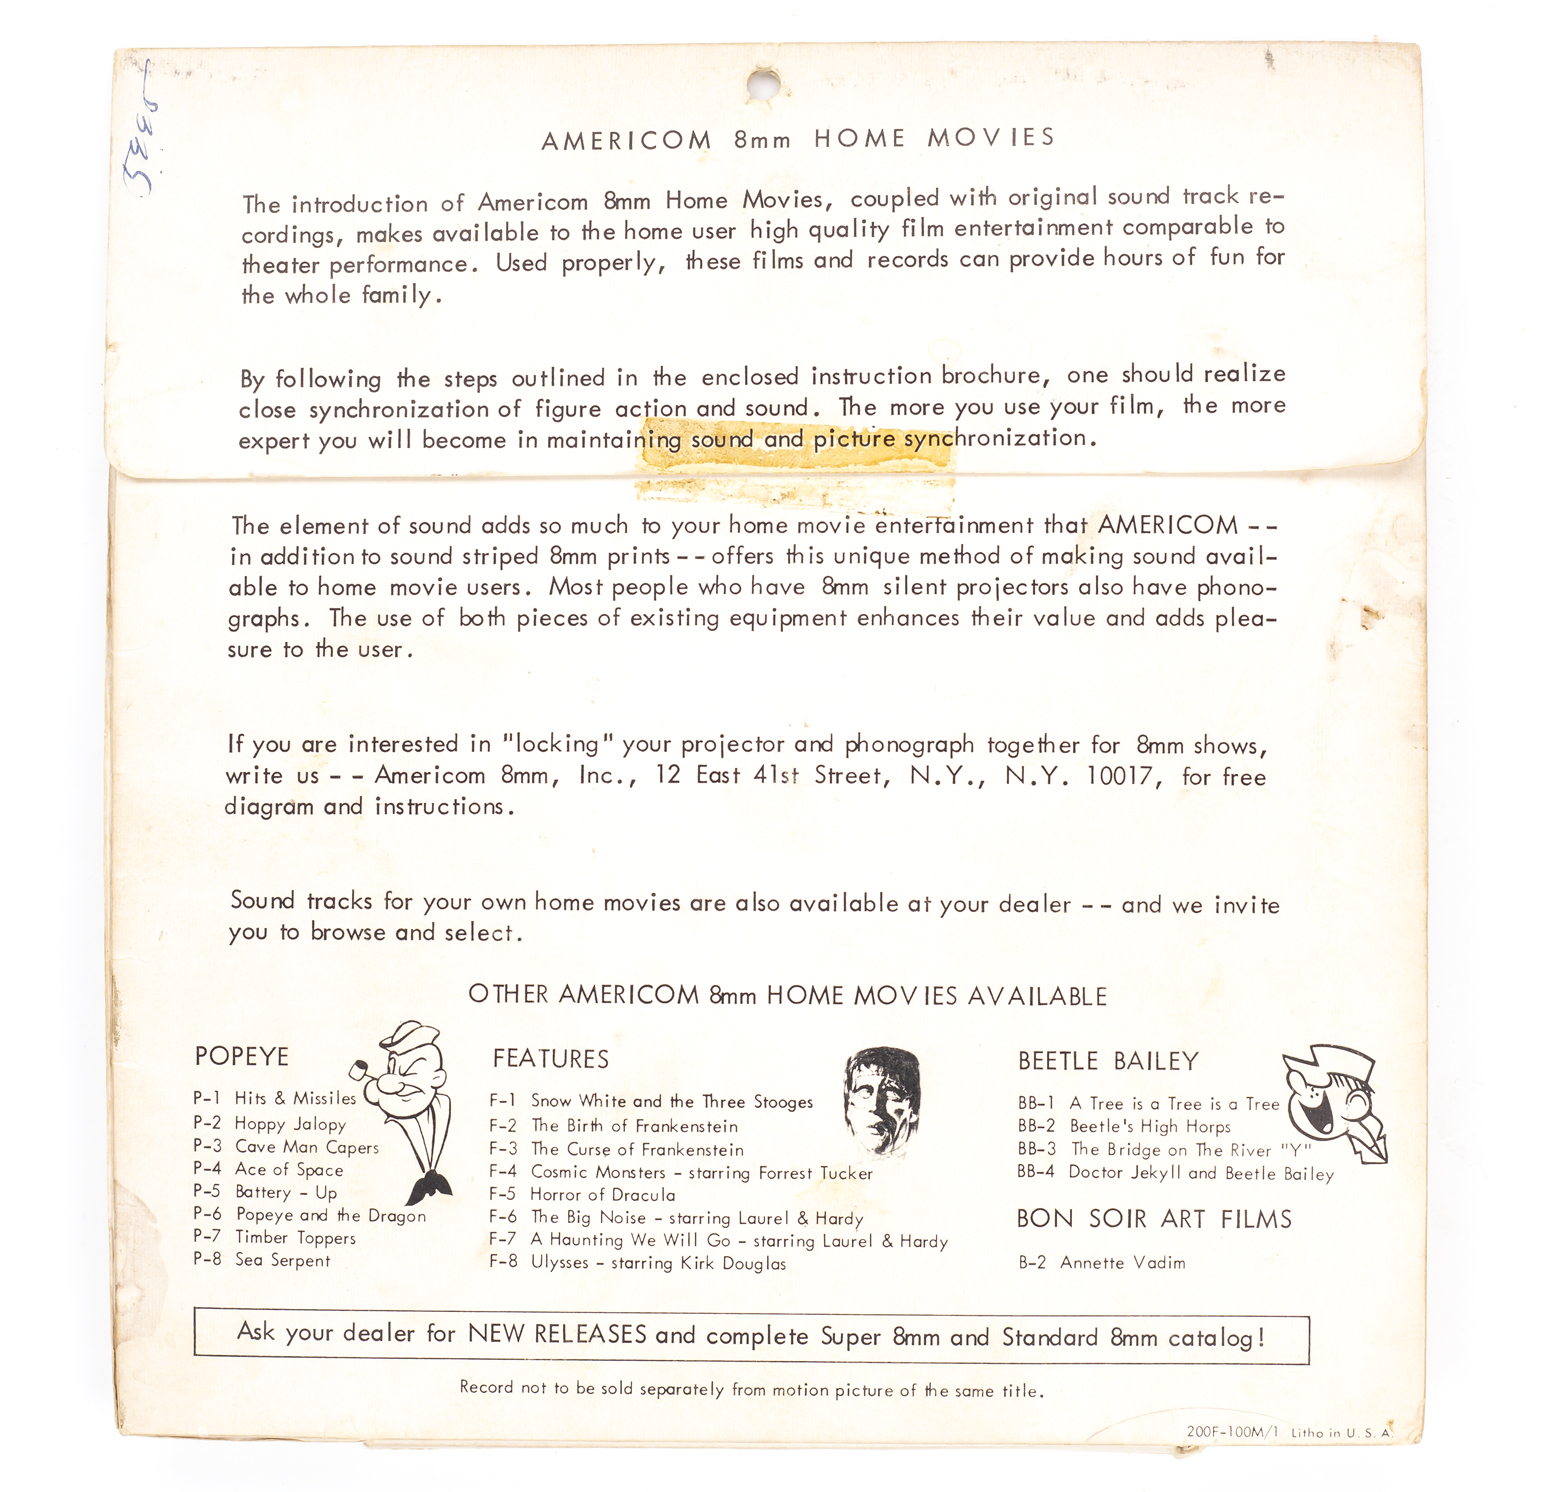 AMERICOM 8mm HOME MOVIES
The introduction of Americom 8mm Home Movies, coupled with original sound track re-
cordings, makes available to the home user high quality film entertainment comparable to
theater performance. Used properly, these films and records can provide hours of fun for
the whole family.
By following the steps outlined in the enclosed instruction brochure, one should realize
close synchronization of figure action and sound. The more you use your film, the more
expert you will become in maintaining sound and picture synchronization.
The element of sound adds so much to your home movie entertainment that AMERICOM --
in addition to sound striped 8mm prints -- offers this unique method of making sound avail-
able to home movie users. Most people who have 8mm silent projectors also have phono-
graphs. The use of both pieces of existing equipment enhances their value and adds plea-
sure to the user.
If you are interested in "locking" your projector and phonograph together for 8mm shows,
write us -- Americom 8mm, Inc., 12 East 41st Street, N.Y., N.Y. 10017, for free
diagram and instructions.
Sound tracks for your own home movies are also available at your dealer -- and we invite
you to browse and select.
OTHER AMERICOM 8mm HOME MOVIES AVAILABLE
POPEYE
P-1 Hits & Missiles
P-2 Hoppy Jalopy
P-3 Cave Man Capers
P-4 Ace of Space
P-5 Battery - Up
P-6 Popeye and the Dragon
P-7 Timber Toppers
P-8 Sea Serpent
FEATURES
F-1 Snow White and the Three Stooges
F-2 The Birth of Frankenstein
F-3 The Curse of Frankenstein
F-4 Cosmic Monsters - starring Forrest Tucker
F-5 Horror of Dracula
F-6 The Big Noise - starring Laurel & Hardy
F-7 A Haunting We Will Go - starring Laurel & Hardy
F-8 Ulysses - starring Kirk Douglas
BEETLE BAILEY
BB-1 A Tree is a Tree is a Tree
BB-2 Beetle's High Horps
BB-3 The Bridge on The River "Y"
BB-4 Doctor Jekyll and Beetle Bailey
BON SOIR ART FILMS
B-2 Annette Vadim
Ask your dealer for NEW RELEASES and complete Super 8mm and Standard 8mm catalog!
Record not to be sold separately from motion picture of the same title.
200F-100M/1 Litho in U.S.A.